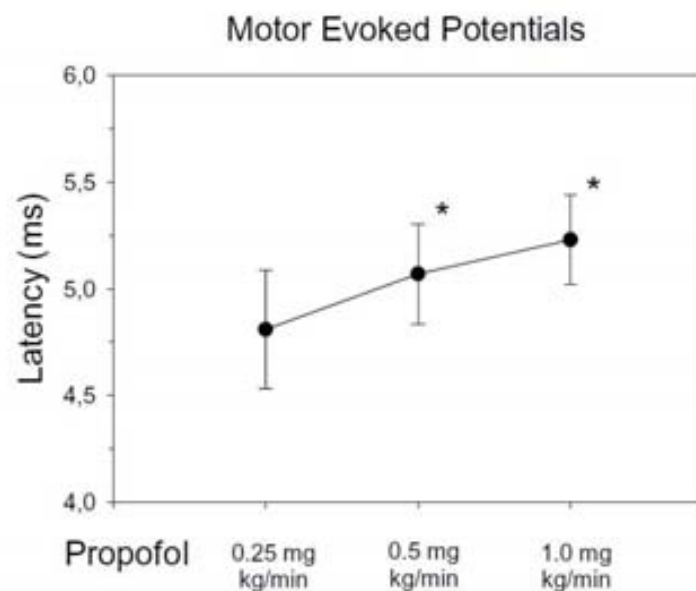 Motor Evoked Potentials
6,0
5,5
5,0
4,5
4,0
Latency (ms)
*
*
Propofol
0.25 mg
kg/min
0.5 mg
kg/min
1.0 mg
kg/min